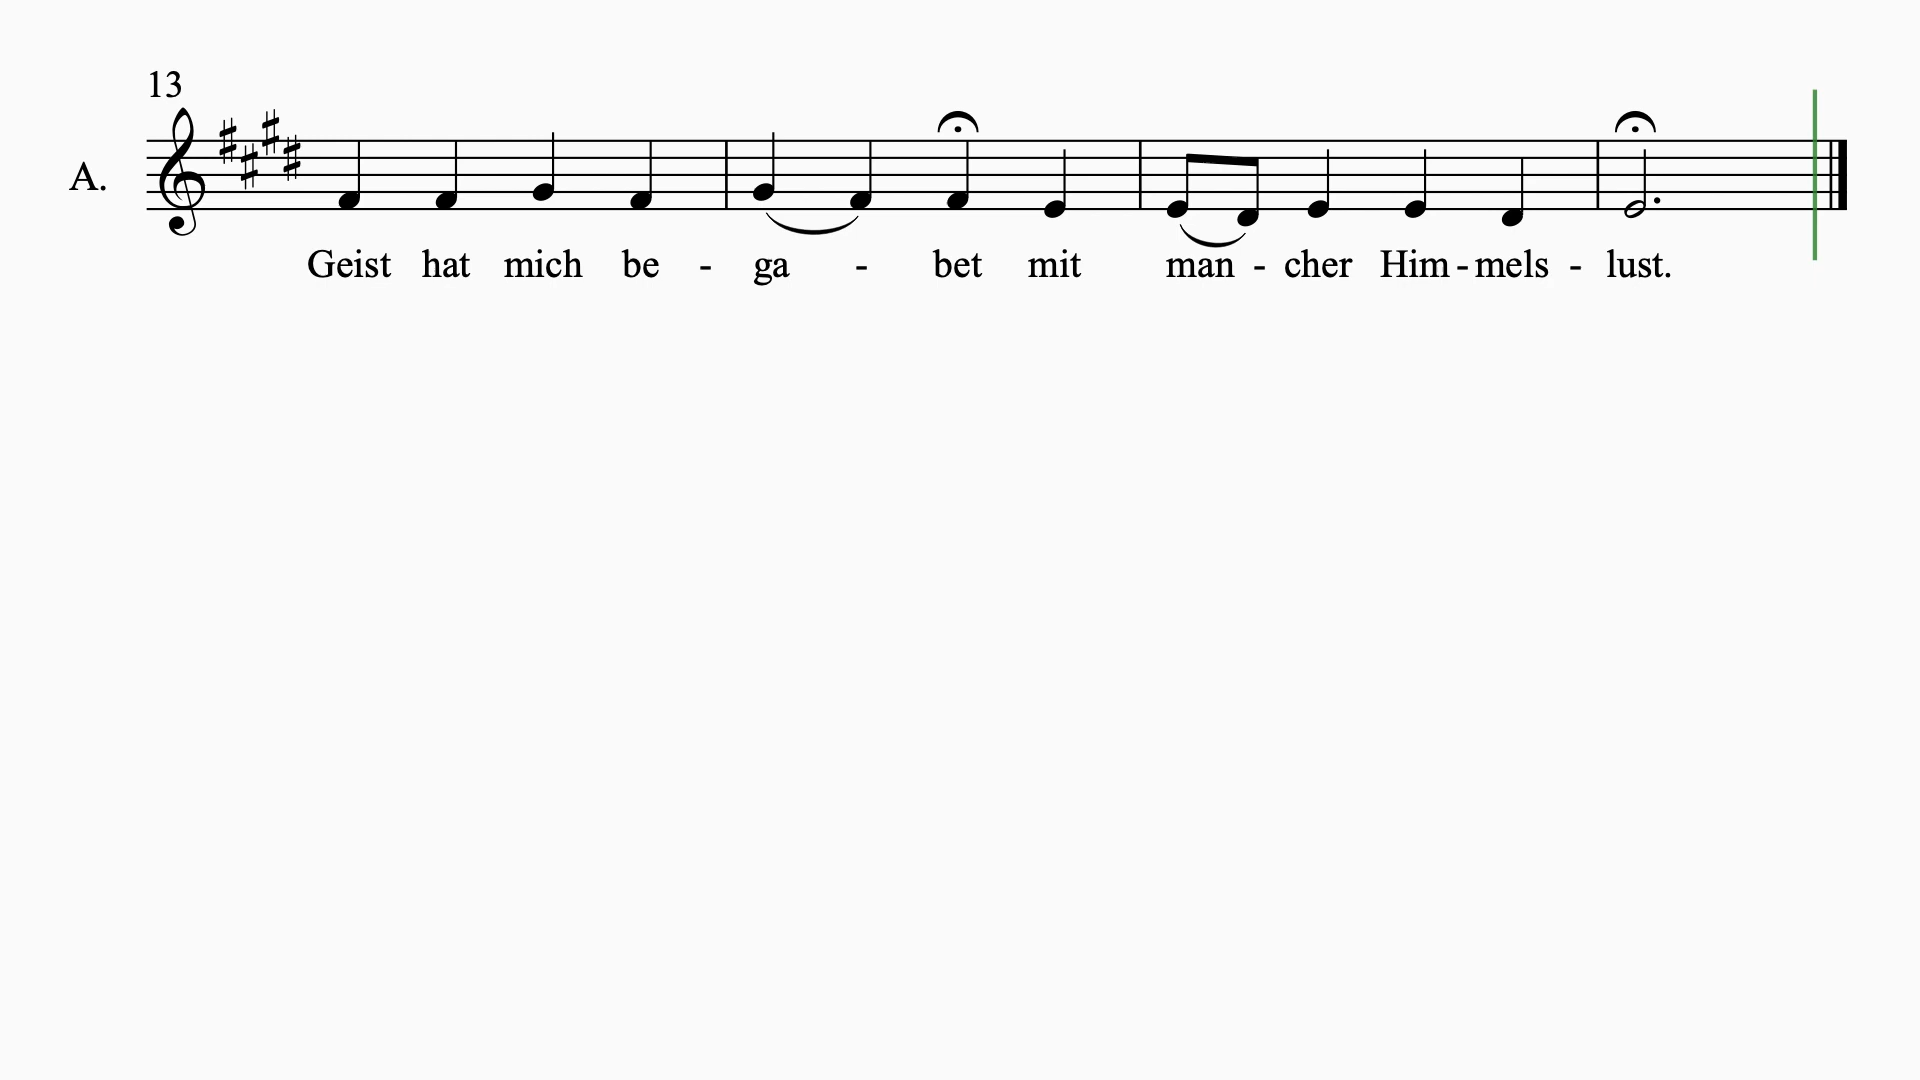 13
A.
Geist hat mich be - ga - bet mit man - cher Him - mels - lust.